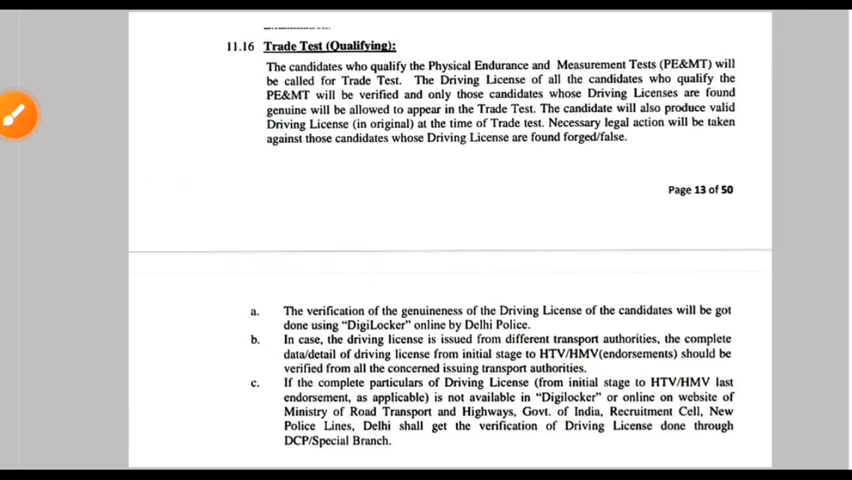 11.16 Trade Test (Qualifying):
The candidates who qualify the Physical Endurance and Measurement Tests (PE&MT) will
be called for Trade Test. The Driving License of all the candidates who qualify the
PE&MT will be verified and only those candidates whose Driving Licenses are found
genuine will be allowed to appear in the Trade Test. The candidate will also produce valid
Driving License (in original) at the time of Trade test. Necessary legal action will be taken
against those candidates whose Driving License are found forged/false.
Page 13 of 50
a. The verification of the genuineness of the Driving License of the candidates will be got
done using “DigiLocker” online by Delhi Police.
b. In case, the driving license is issued from different transport authorities, the complete
data/detail of driving license from initial stage to HTV/HMV(endorsements) should be
verified from all the concerned issuing transport authorities.
c. If the complete particulars of Driving License (from initial stage to HTV/HMV last
endorsement, as applicable) is not available in “Digilocker” or online on website of
Ministry of Road Transport and Highways, Govt. of India, Recruitment Cell, New
Police Lines, Delhi shall get the verification of Driving License done through
DCP/Special Branch.